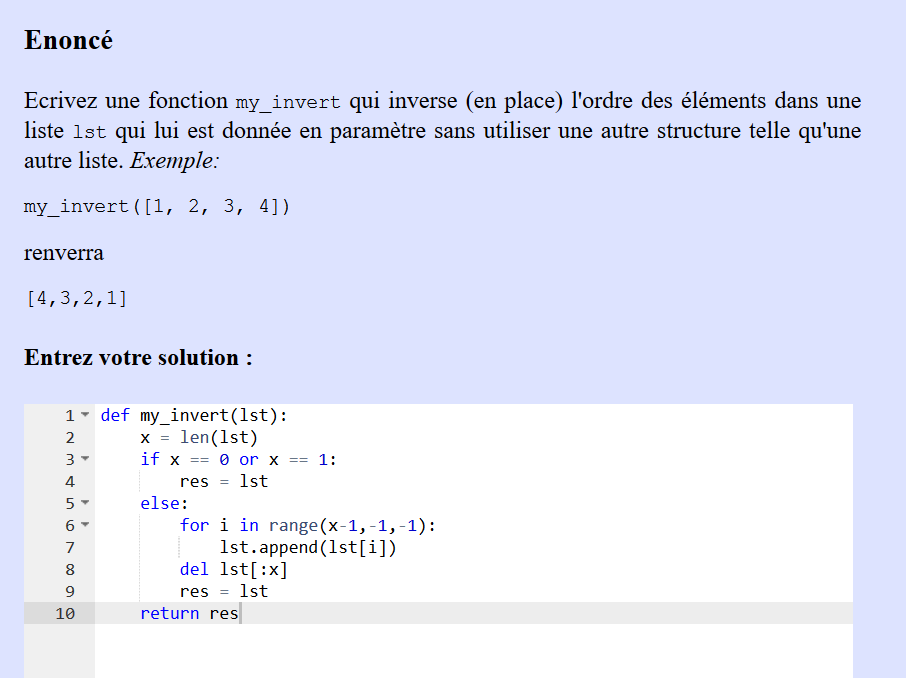 Enoncé
Ecrivez une fonction my_invert qui inverse (en place) l'ordre des éléments dans une
liste lst qui lui est donnée en paramètre sans utiliser une autre structure telle qu'une
autre liste. Exemple:
my_invert([1, 2, 3, 4])
renverra
[4,3,2,1]
Entrez votre solution :
1 def my_invert(lst):
2     x = len(lst)
3     if x == 0 or x == 1:
4         res = lst
5     else:
6         for i in range(x-1,-1,-1):
7             lst.append(lst[i])
8         del lst[:x]
9         res = lst
10     return res